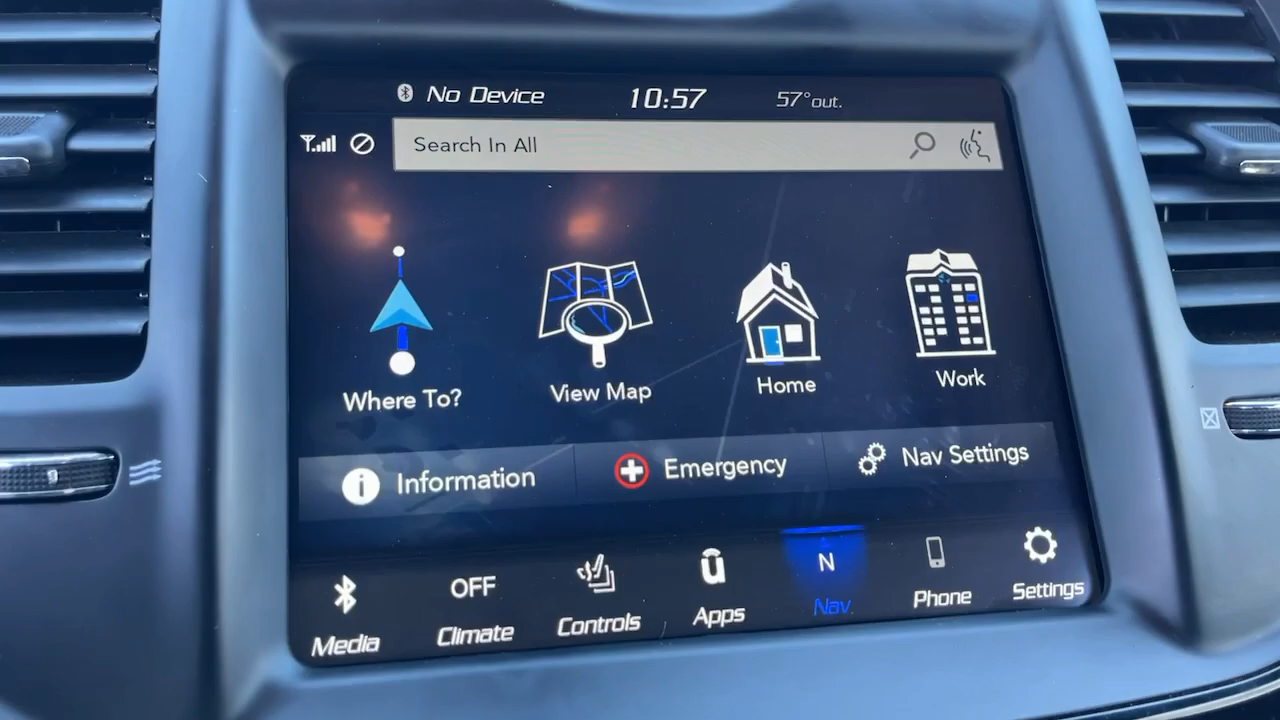 No Device 10:57 57°out.
Search In All
Where To? View Map Home Work
Information Emergency Nav Settings
OFF N
Media Climate Controls Apps Nav Phone Settings